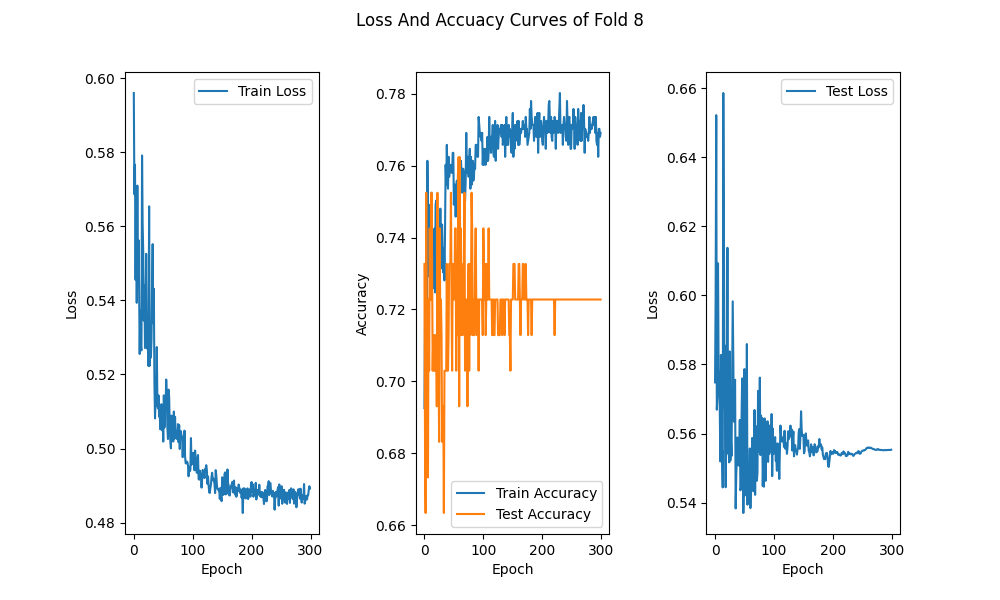 Loss And Accuacy Curves of Fold 8
0.60
0.58
0.56
0.54
0.52
0.50
0.48
Loss
Train Loss
0 100 200 300
Epoch
0.78
0.76
0.74
0.72
0.70
0.68
0.66
Accuracy
Train Accuracy
Test Accuracy
0 100 200 300
Epoch
0.66
0.64
0.62
0.60
0.58
0.56
0.54
Loss
Test Loss
0 100 200 300
Epoch